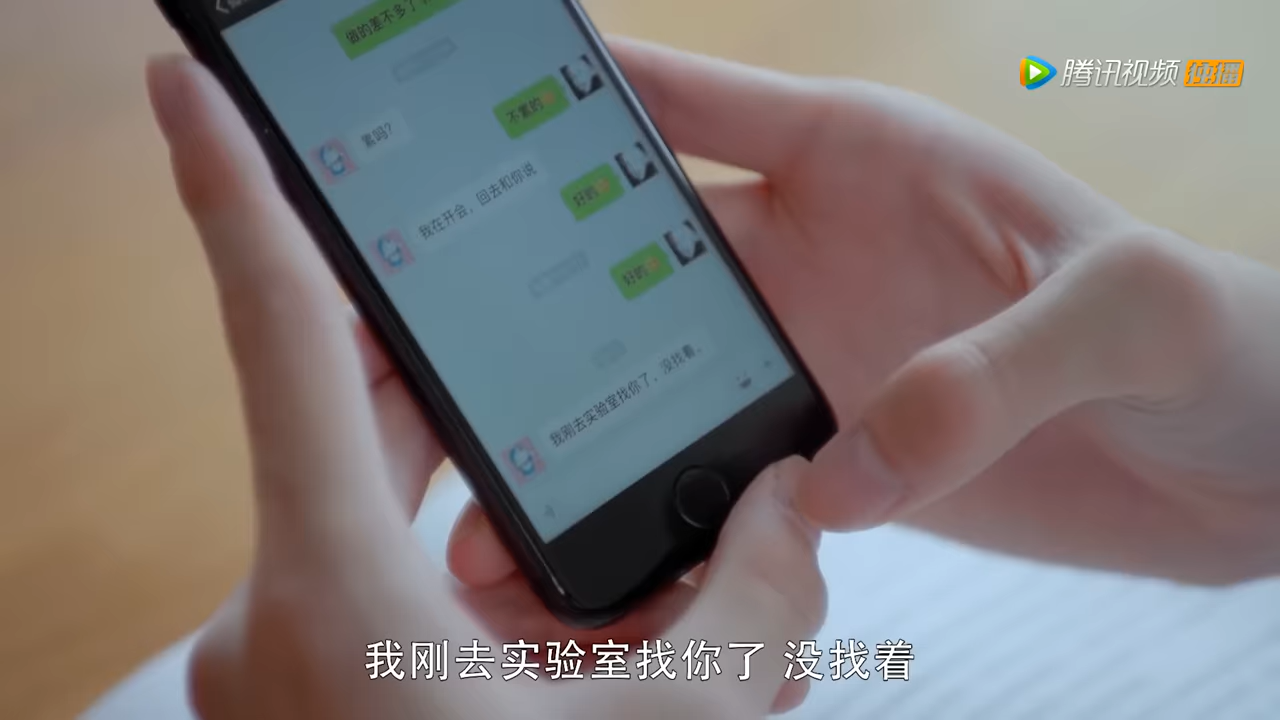 做的差不多了
腾讯视频 独播
不累的
累吗？
好的
我在开会，回去和你说
好的
我刚去实验室找你了，没找着。
我刚去实验室找你了 没找着